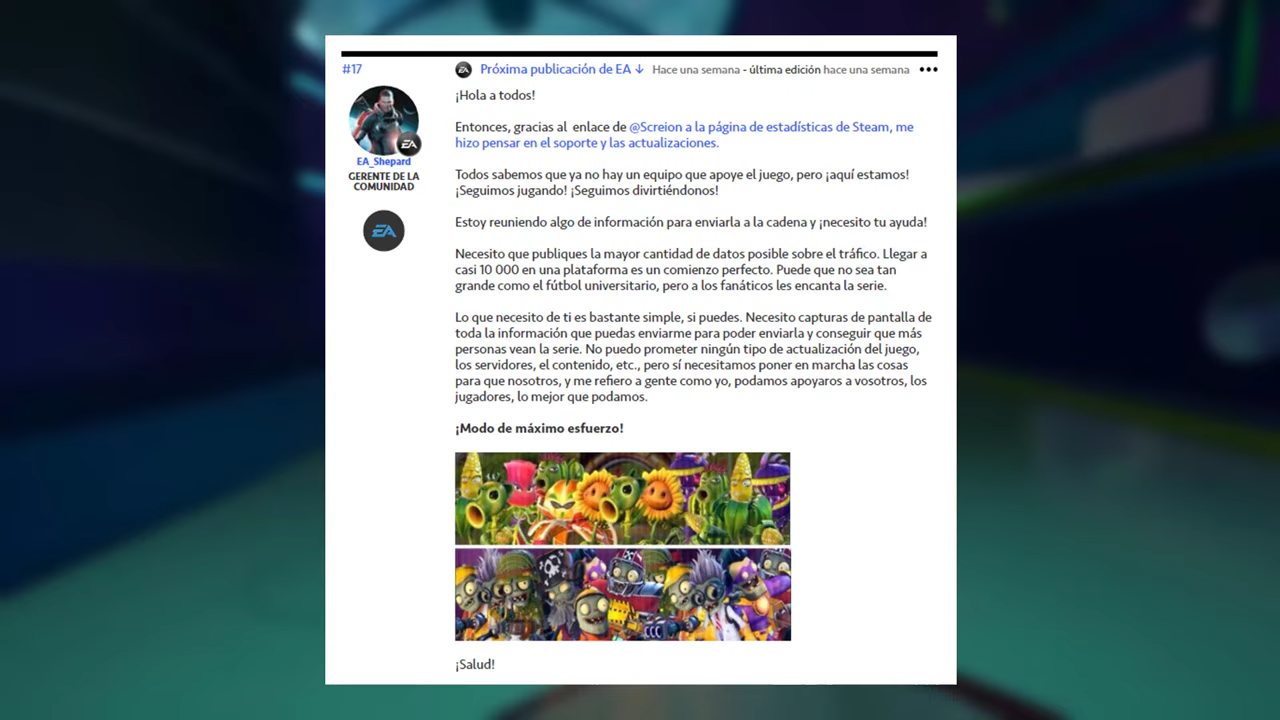 #17
EA Próxima publicación de EA ↓ Hace una semana - última edición hace una semana •••
EA
EA_Shepard
GERENTE DE LA
COMUNIDAD
EA
¡Hola a todos!
Entonces, gracias al enlace de @Screion a la página de estadísticas de Steam, me
hizo pensar en el soporte y las actualizaciones.
Todos sabemos que ya no hay un equipo que apoye el juego, pero ¡aquí estamos!
¡Seguimos jugando! ¡Seguimos divirtiéndonos!
Estoy reuniendo algo de información para enviarla a la cadena y ¡necesito tu ayuda!
Necesito que publiques la mayor cantidad de datos posible sobre el tráfico. Llegar a
casi 10 000 en una plataforma es un comienzo perfecto. Puede que no sea tan
grande como el fútbol universitario, pero a los fanáticos les encanta la serie.
Lo que necesito de ti es bastante simple, si puedes. Necesito capturas de pantalla de
toda la información que puedas enviarme para poder enviarla y conseguir que más
personas vean la serie. No puedo prometer ningún tipo de actualización del juego,
los servidores, el contenido, etc., pero sí necesitamos poner en marcha las cosas
para que nosotros, y me refiero a gente como yo, podamos apoyaros a vosotros, los
jugadores, lo mejor que podamos.
¡Modo de máximo esfuerzo!
¡Salud!